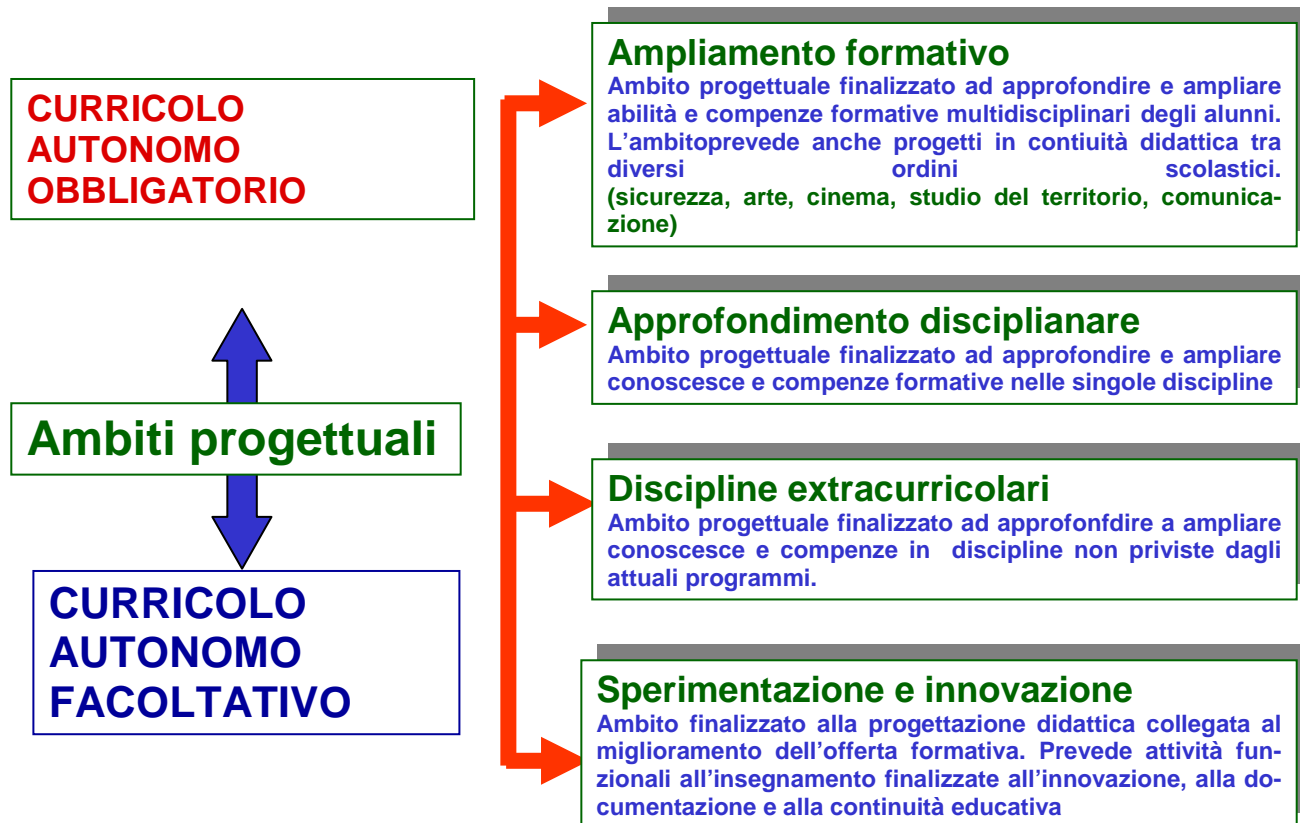 CURRICOLO
AUTONOMO
OBBLIGATORIO
Ambiti progettuali
CURRICOLO
AUTONOMO
FACOLTATIVO
Ampliamento formativo
Ambito progettuale finalizzato ad approfondire e ampliare
abilità e compenze formative multidisciplinari degli alunni.
L’ambitoprevede anche progetti in contiuità didattica tra
diversi ordini scolastici.
(sicurezza, arte, cinema, studio del territorio, comunica-
zione)
Approfondimento disciplianare
Ambito progettuale finalizzato ad approfondire e ampliare
conoscesce e compenze formative nelle singole discipline
Discipline extracurricolari
Ambito progettuale finalizzato ad approfonfdire a ampliare
conoscesce e compenze in discipline non priviste dagli
attuali programmi.
Sperimentazione e innovazione
Ambito finalizzato alla progettazione didattica collegata al
miglioramento dell’offerta formativa. Prevede attività fun-
zionali all’insegnamento finalizzate all’innovazione, alla do-
cumentazione e alla continuità educativa